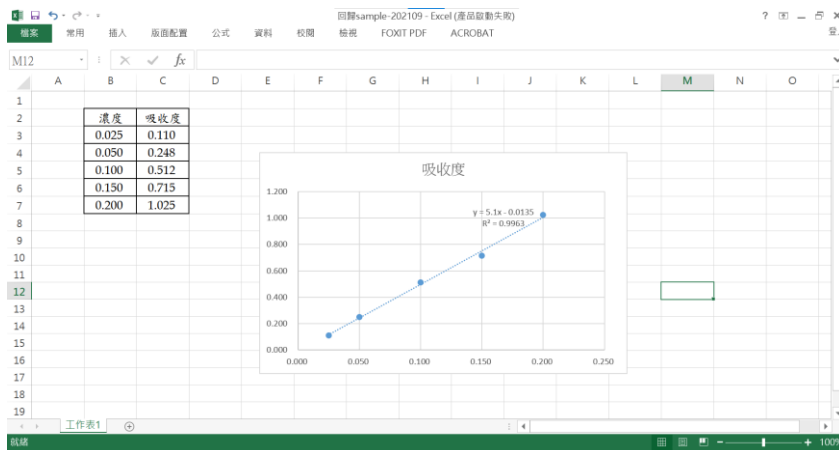 回歸sample-202109 - Excel (產品啟動失敗)
檔案 常用 插入 版面配置 公式 資料 校閱 檢視 FOXIT PDF ACROBAT 登
M12 fx
A B C D E F G H I J K L M N O
1
2 濃度 吸收度
3 0.025 0.110
4 0.050 0.248
5 0.100 0.512
6 0.150 0.715
7 0.200 1.025
8
9
10
11
12
13
14
15
16
17
18
19
吸收度
1.200
1.000
0.800
0.600
0.400
0.200
0.000
y = 5.1x - 0.0135
R² = 0.9963
0.000 0.050 0.100 0.150 0.200 0.250
工作表1
就緒 100%